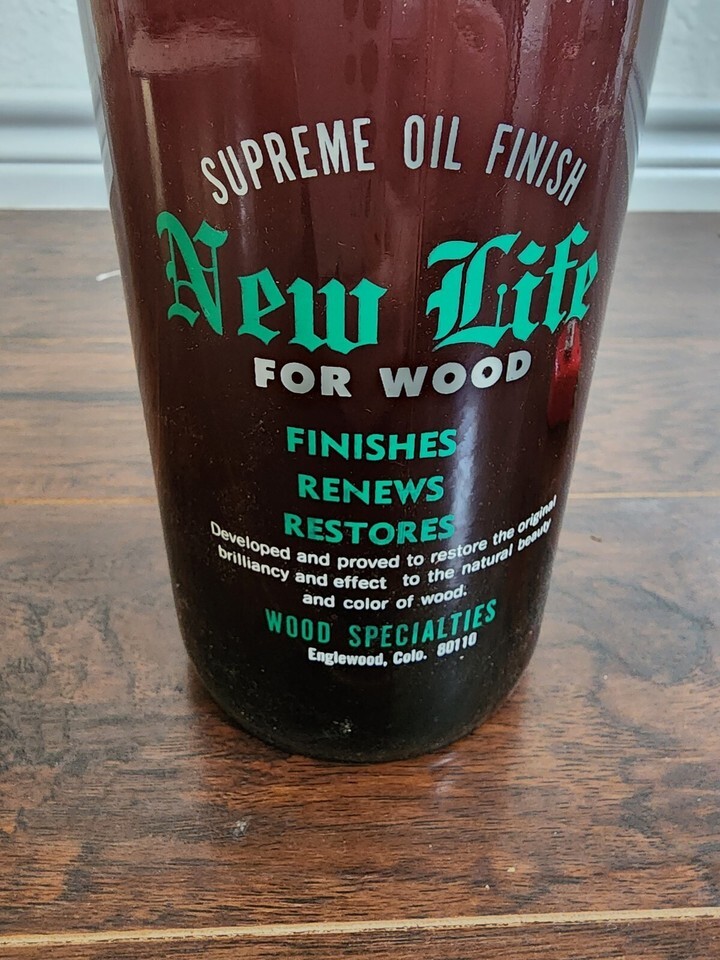 SUPREME OIL FINISH
New Life
FOR WOOD
FINISHES
RENEWS
RESTORES
Developed and proved to restore the original
brilliancy and effect to the natural beauty
and color of wood.
WOOD SPECIALTIES
Englewood, Colo. 80110